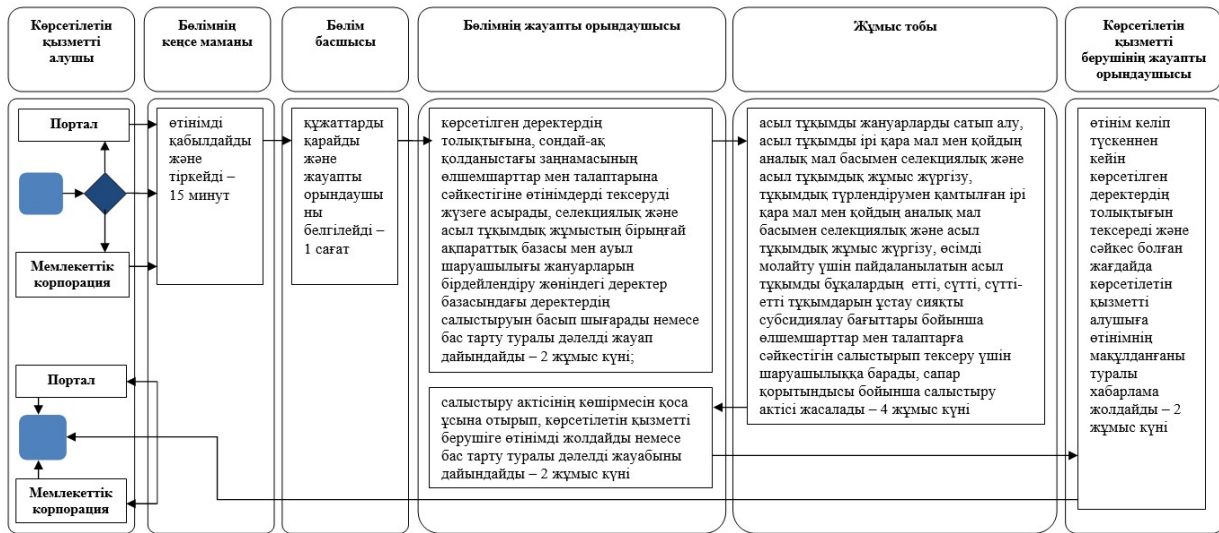 Көрсетілетін
қызметті
алушы
Бөлімнің
кеңсе маманы
Бөлім
басшысы
Бөлімнің жауапты орындаушысы
Жұмыс тобы
Көрсетілетін
қызметті
берушінің жауапты
орындаушысы
Портал
Мемлекеттік
корпорация
өтінімді
қабылдайды
және
тіркейді –
15 минут
құжаттарды
қарайды
және
жауапты
орындаушы
ны
белгілейді –
1 сағат
көрсетілген деректердің
толықтығына, сондай-ақ
қолданыстағы заңнамасының
өлшемшарттар мен талаптарына
сәйкестігіне өтінімдерді тексеруді
жүзеге асырады, селекциялық және
асыл тұқымдық жұмыстың бірыңғай
ақпараттық базасы мен ауыл
шаруашылығы жануарларын
бірдейлендіру жөніндегі деректер
базасындағы деректердің
салыстыруын басып шығарады немесе
бас тарту туралы дәлелді жауап
дайындайды – 2 жұмыс күні;
асыл тұқымды жануарларды сатып алу,
асыл тұқымды ірі қара мал мен қойдың
аналық мал басымен селекциялық және
асыл тұқымдық жұмыс жүргізу,
тұқымдық түрлендірумен қамтылған ірі
қара мал мен қойдың аналық мал
басымен селекциялық және асыл
тұқымдық жұмыс жүргізу, өсімді
молайту үшін пайдаланылатын асыл
тұқымды бұқалардың етті, сүтті, сүтті-
етті тұқымдарын ұстау сияқты
субсидиялау бағыттары бойынша
өлшемшарттар мен талаптарға
сәйкестігін салыстырып тексеру үшін
шаруашылыққа барады, сапар
қорытындысы бойынша салыстыру
актісі жасалады – 4 жұмыс күні
өтінім келіп
түскеннен
кейін
көрсетілген
деректердің
толықтығын
тексереді және
сәйкес болған
жағдайда
көрсетілетін
қызметті
алушыға
өтінімнің
мақұлданғаны
туралы
хабарлама
жолдайды – 2
жұмыс күні
салыстыру актісінің көшірмесін қоса
ұсына отырып, көрсетілетін қызметті
берушіге өтінімді жолдайды немесе
бас тарту туралы дәлелді жауабыны
дайындайды – 2 жұмыс күні
Портал
Мемлекеттік
корпорация